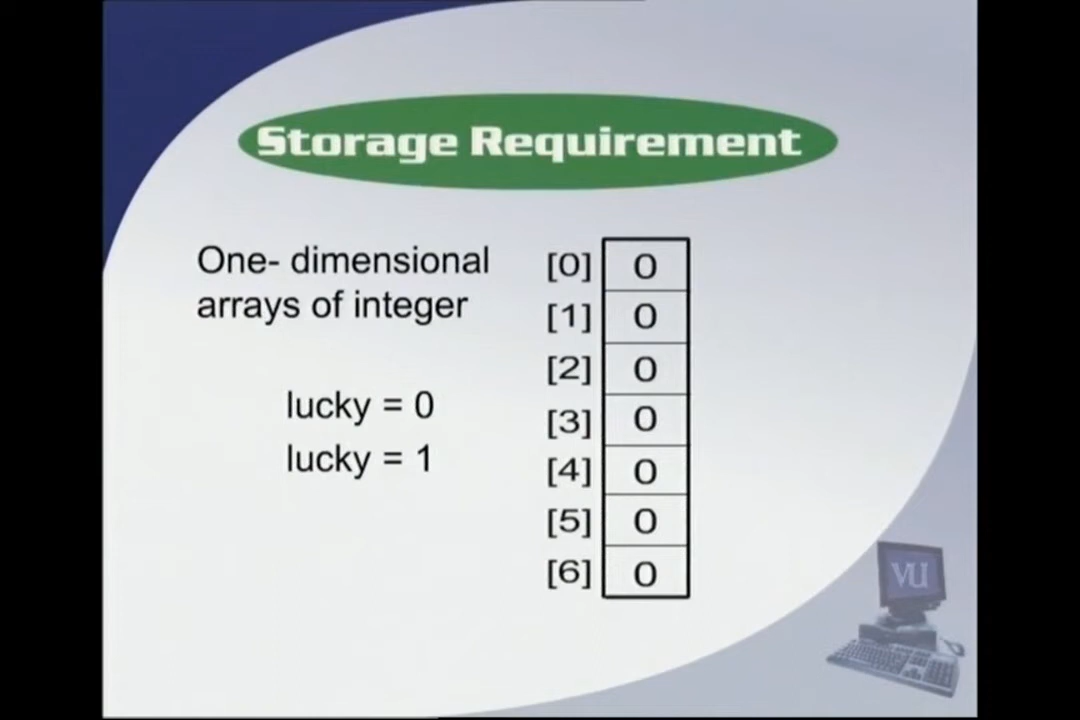 Storage Requirement
One- dimensional
arrays of integer
lucky = 0
lucky = 1
[0] 0
[1] 0
[2] 0
[3] 0
[4] 0
[5] 0
[6] 0
VU